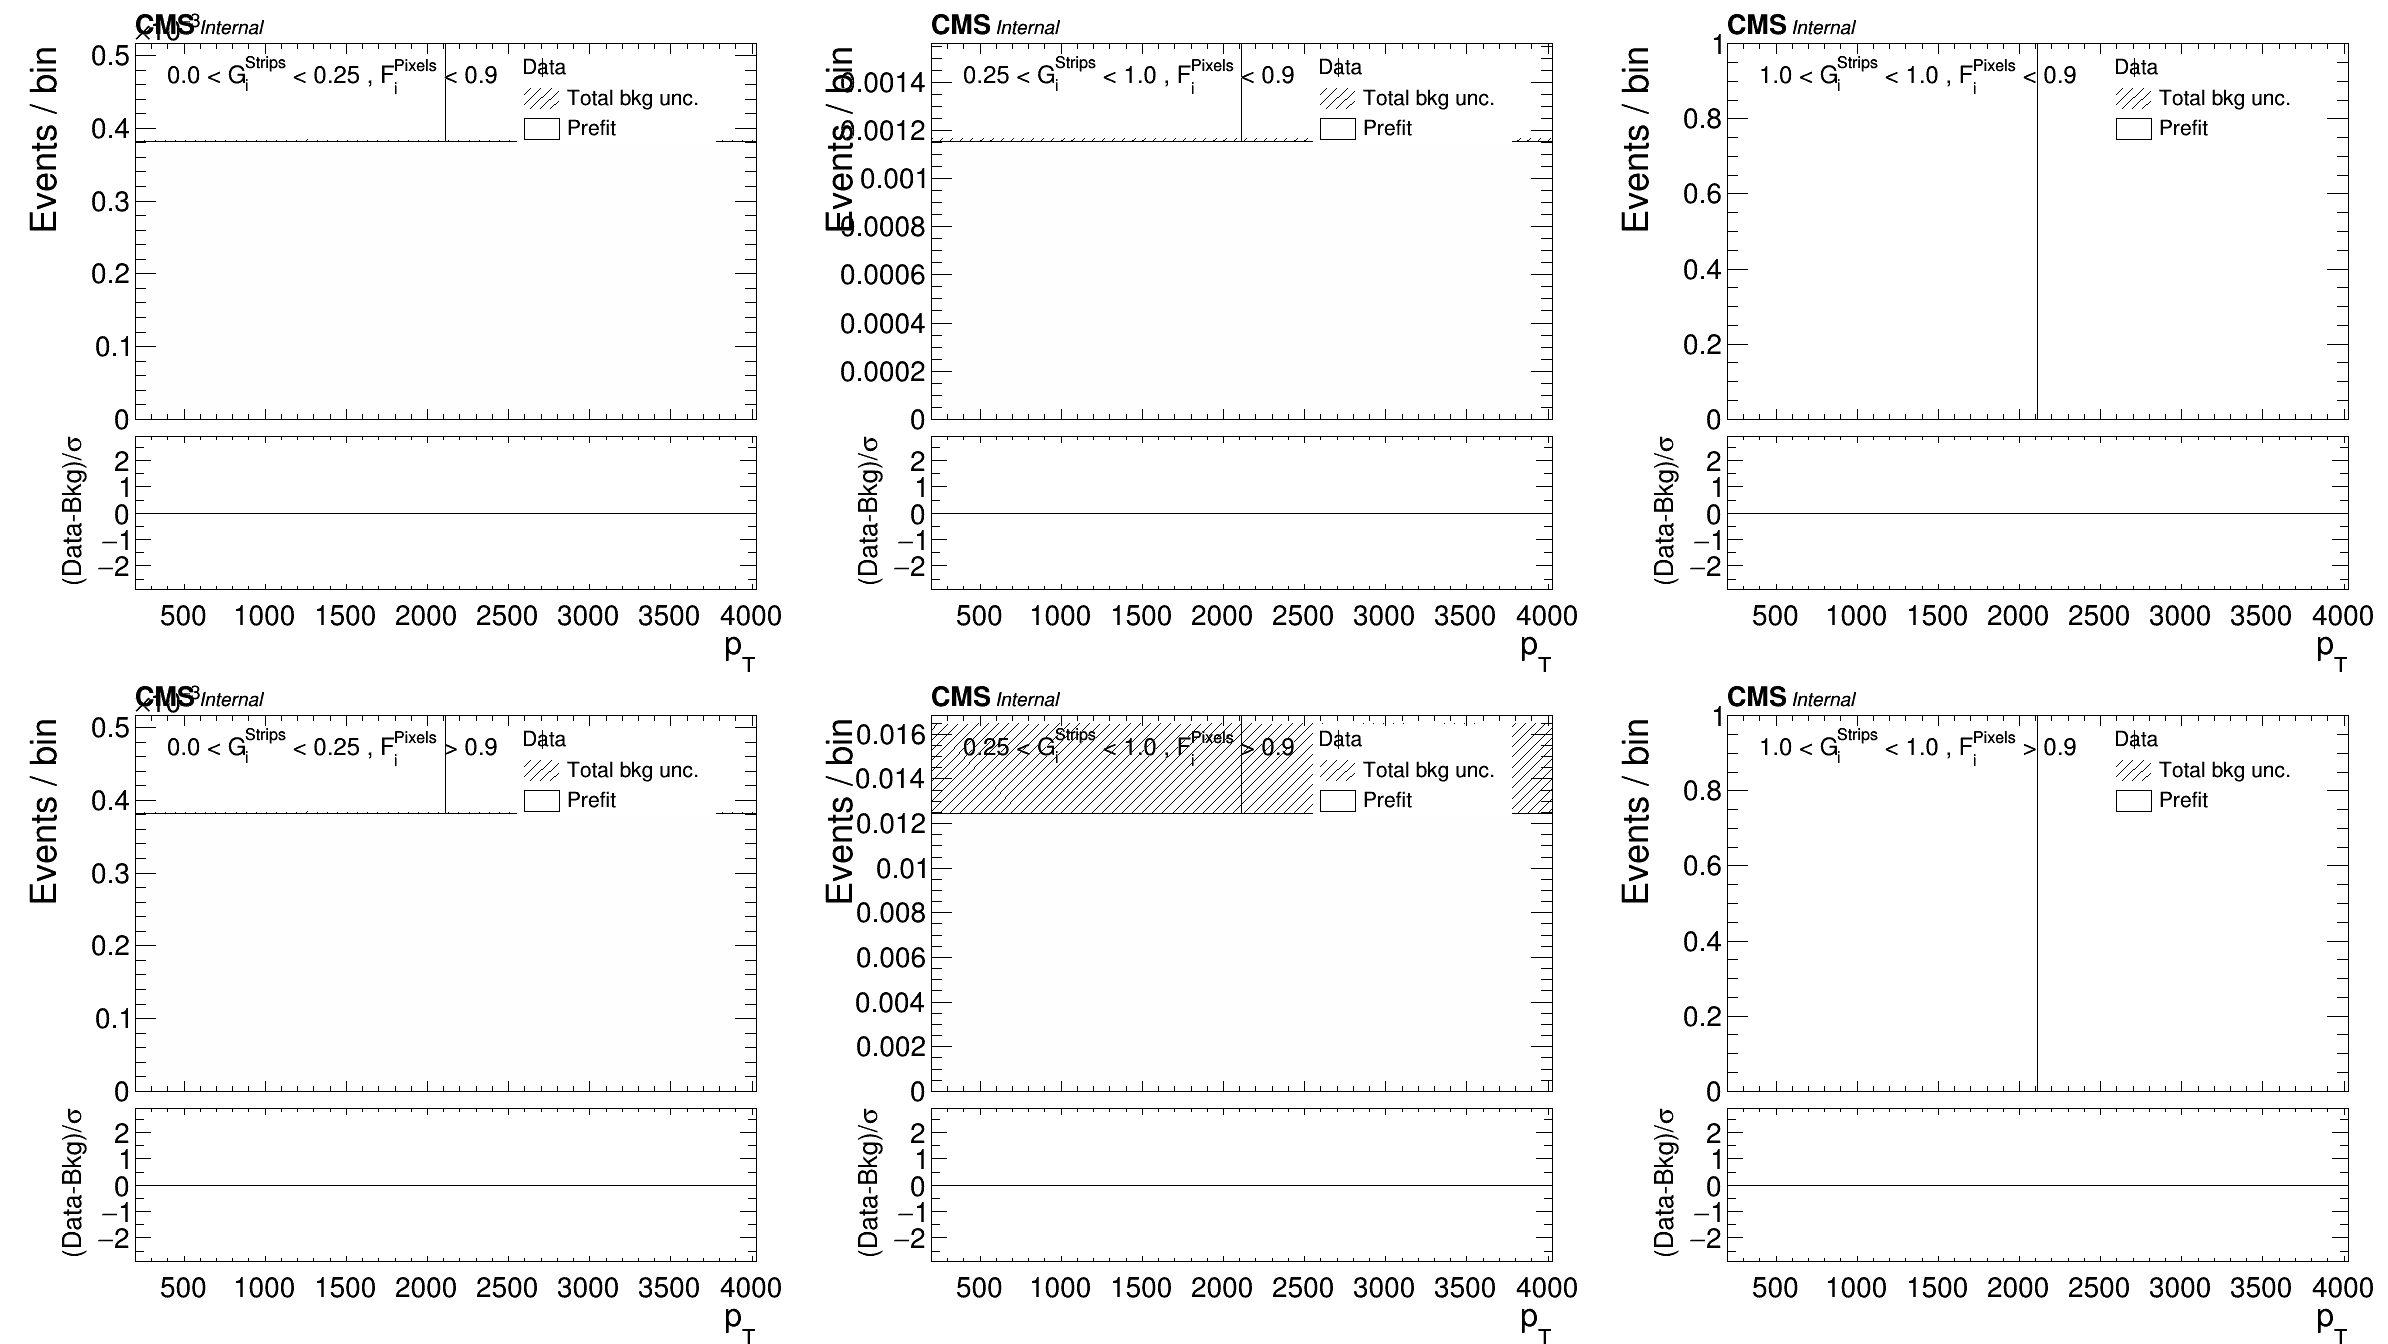 CMS Internal
×10⁻³
0.0 < G_i^Strips < 0.25 , F_i^Pixels < 0.9
Data
Total bkg unc.
Prefit
Events / bin
0.5
0.4
0.3
0.2
0.1
0
(Data-Bkg)/σ
2
1
0
−1
−2
500 1000 1500 2000 2500 3000 3500 4000
p_T
CMS Internal
0.25 < G_i^Strips < 1.0 , F_i^Pixels < 0.9
Data
Total bkg unc.
Prefit
Events / bin
0.0014
0.0012
0.001
0.0008
0.0006
0.0004
0.0002
0
(Data-Bkg)/σ
2
1
0
−1
−2
500 1000 1500 2000 2500 3000 3500 4000
p_T
CMS Internal
1.0 < G_i^Strips < 1.0 , F_i^Pixels < 0.9
Data
Total bkg unc.
Prefit
Events / bin
1
0.8
0.6
0.4
0.2
0
(Data-Bkg)/σ
2
1
0
−1
−2
500 1000 1500 2000 2500 3000 3500 4000
p_T
CMS Internal
×10⁻³
0.0 < G_i^Strips < 0.25 , F_i^Pixels > 0.9
Data
Total bkg unc.
Prefit
Events / bin
0.5
0.4
0.3
0.2
0.1
0
(Data-Bkg)/σ
2
1
0
−1
−2
500 1000 1500 2000 2500 3000 3500 4000
p_T
CMS Internal
0.25 < G_i^Strips < 1.0 , F_i^Pixels > 0.9
Data
Total bkg unc.
Prefit
Events / bin
0.016
0.014
0.012
0.01
0.008
0.006
0.004
0.002
0
(Data-Bkg)/σ
2
1
0
−1
−2
500 1000 1500 2000 2500 3000 3500 4000
p_T
CMS Internal
1.0 < G_i^Strips < 1.0 , F_i^Pixels > 0.9
Data
Total bkg unc.
Prefit
Events / bin
1
0.8
0.6
0.4
0.2
0
(Data-Bkg)/σ
2
1
0
−1
−2
500 1000 1500 2000 2500 3000 3500 4000
p_T